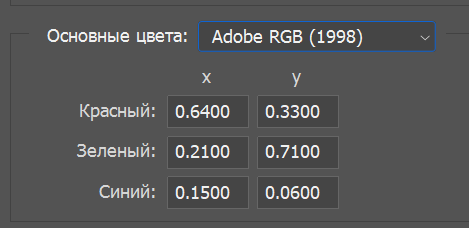 Основные цвета: Adobe RGB (1998)
x y
Красный: 0.6400 0.3300
Зеленый: 0.2100 0.7100
Синий: 0.1500 0.0600